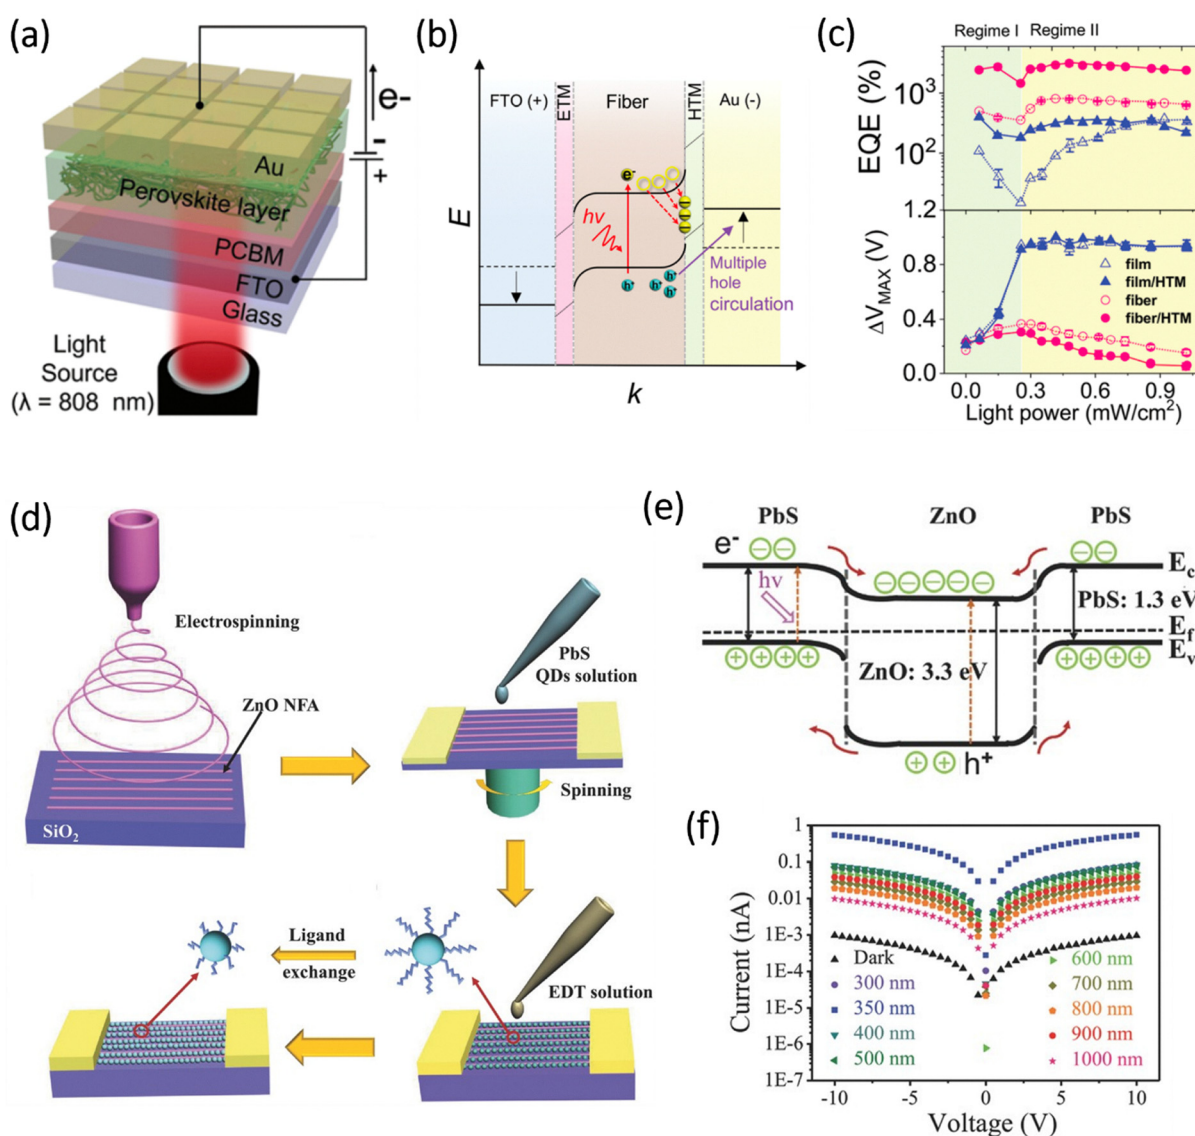 (a)
e-
-
+
Au
Perovskite layer
PCBM
FTO
Glass
Light
Source
(λ = 808 nm)
(b)
FTO (+)
ETM
Fiber
HTM
Au (-)
E
e-
hν
h+
h+ h+
h+
Multiple
hole
circulation
k
(c)
Regime I
Regime II
EQE (%)
10³
10²
ΔV_MAX (V)
1.2
0.8
0.4
0.0
film
film/HTM
fiber
fiber/HTM
0.0 0.3 0.6 0.9
Light power (mW/cm²)
(d)
Electrospinning
ZnO NFA
SiO₂
PbS
QDs solution
Spinning
Ligand
exchange
EDT solution
(e)
PbS ZnO PbS
e-
hv
E_c
PbS: 1.3 eV
E_f
E_v
ZnO: 3.3 eV
h⁺
(f)
Current (nA)
1
0.1
0.01
1E-3
1E-4
1E-5
1E-6
1E-7
Dark
300 nm
350 nm
400 nm
500 nm
600 nm
700 nm
800 nm
900 nm
1000 nm
-10 -5 0 5 10
Voltage (V)